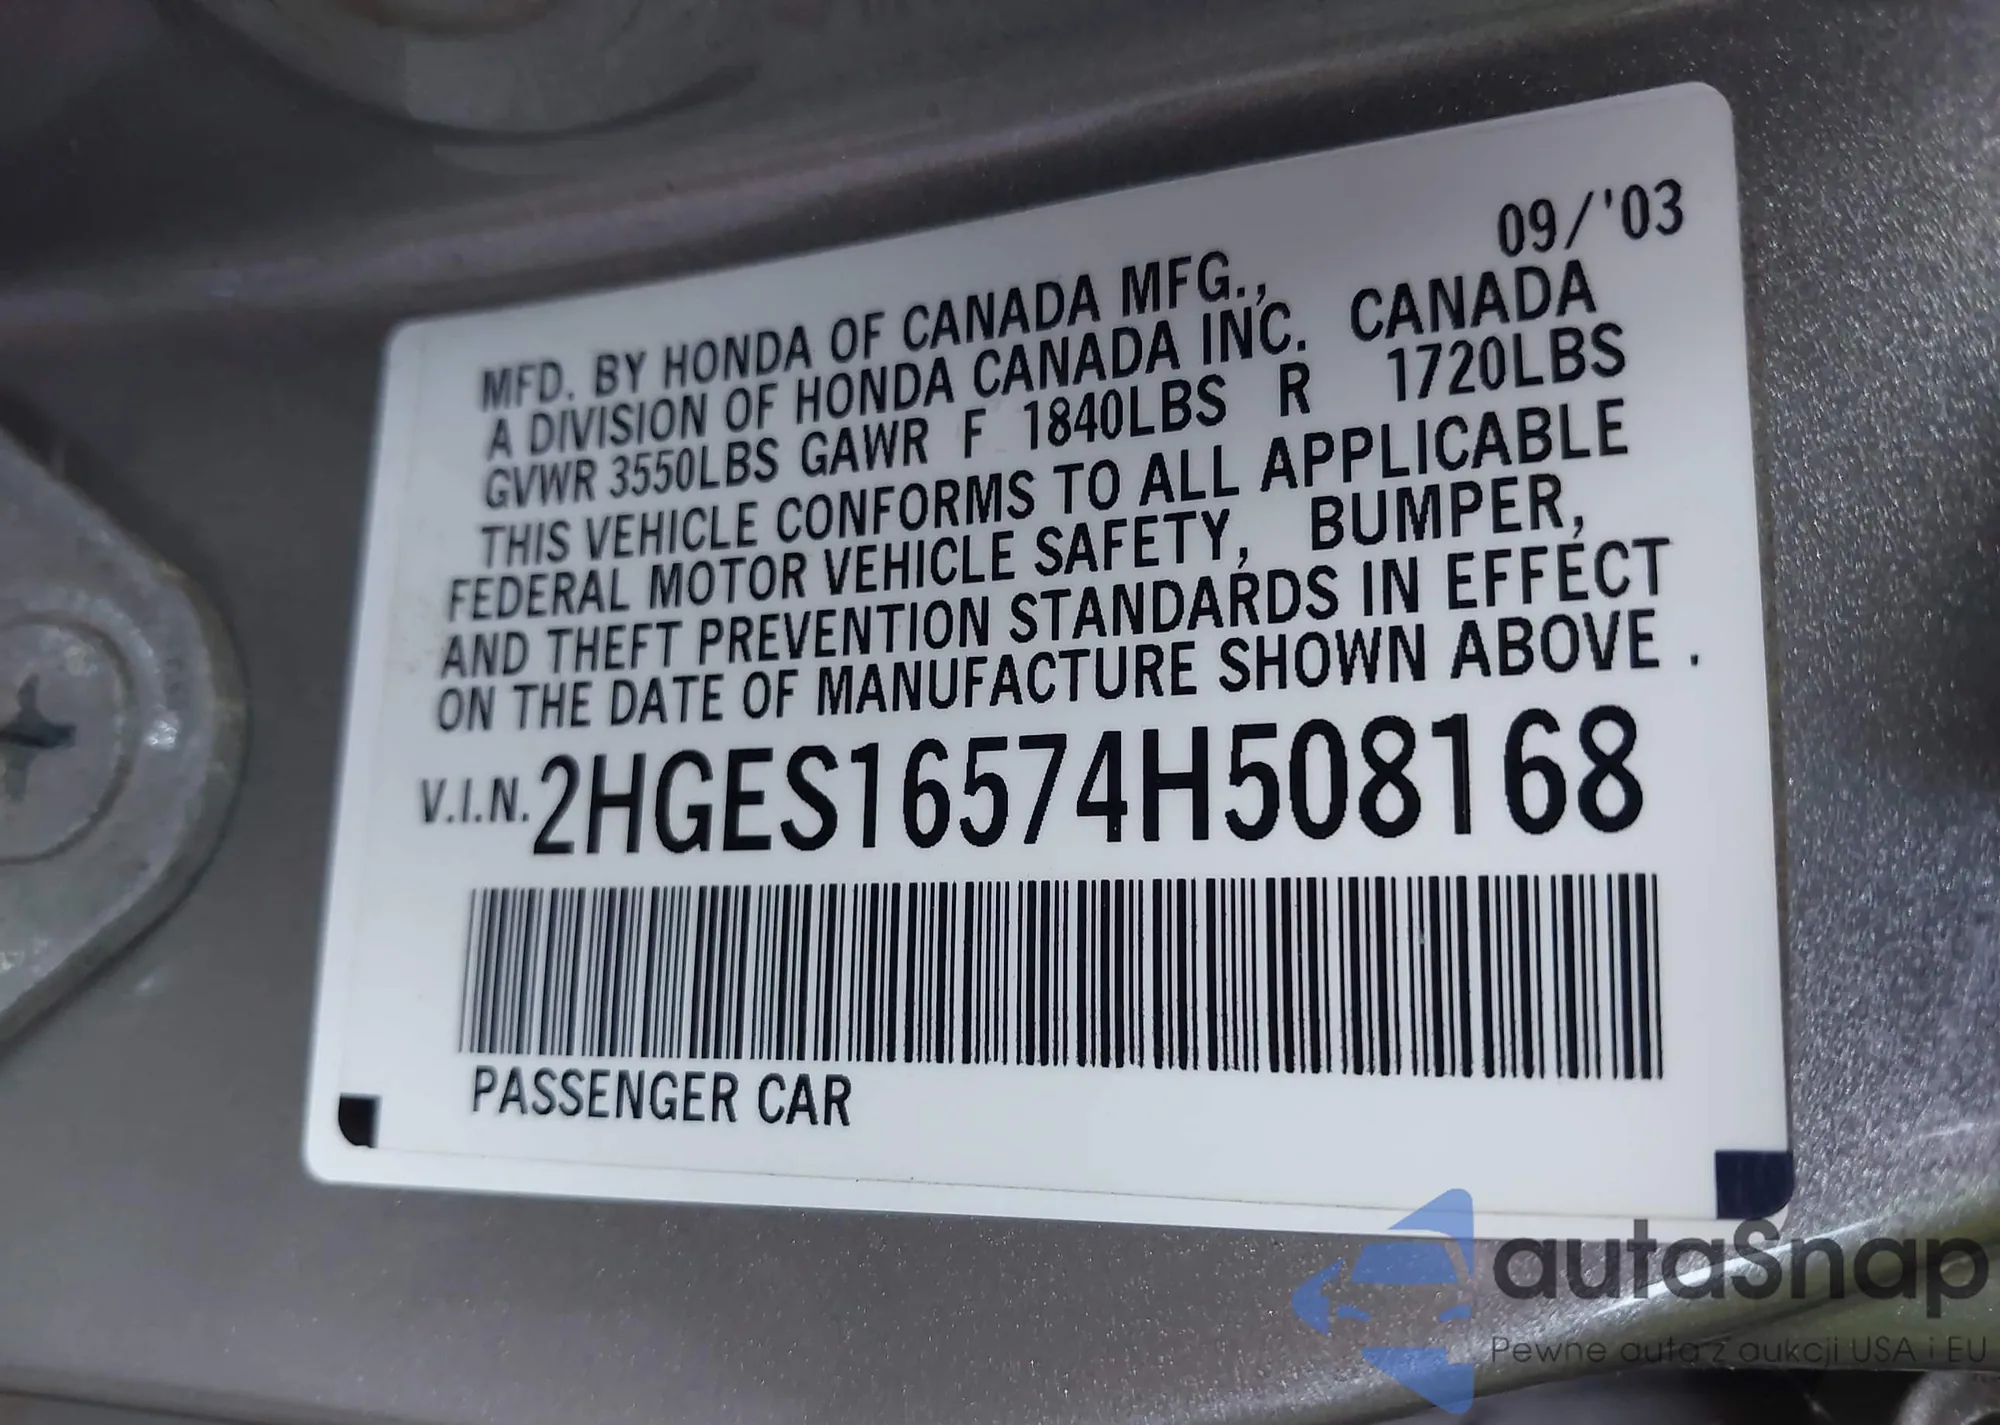 09/'03
MFD. BY HONDA OF CANADA MFG.,
A DIVISION OF HONDA CANADA INC. CANADA
GVWR 3550LBS GAWR F 1840LBS R 1720LBS
THIS VEHICLE CONFORMS TO ALL APPLICABLE
FEDERAL MOTOR VEHICLE SAFETY, BUMPER,
AND THEFT PREVENTION STANDARDS IN EFFECT
ON THE DATE OF MANUFACTURE SHOWN ABOVE .
V.I.N. 2HGES16574H508168
PASSENGER CAR
autaSnap
Pewne auta z aukcji USA i EU